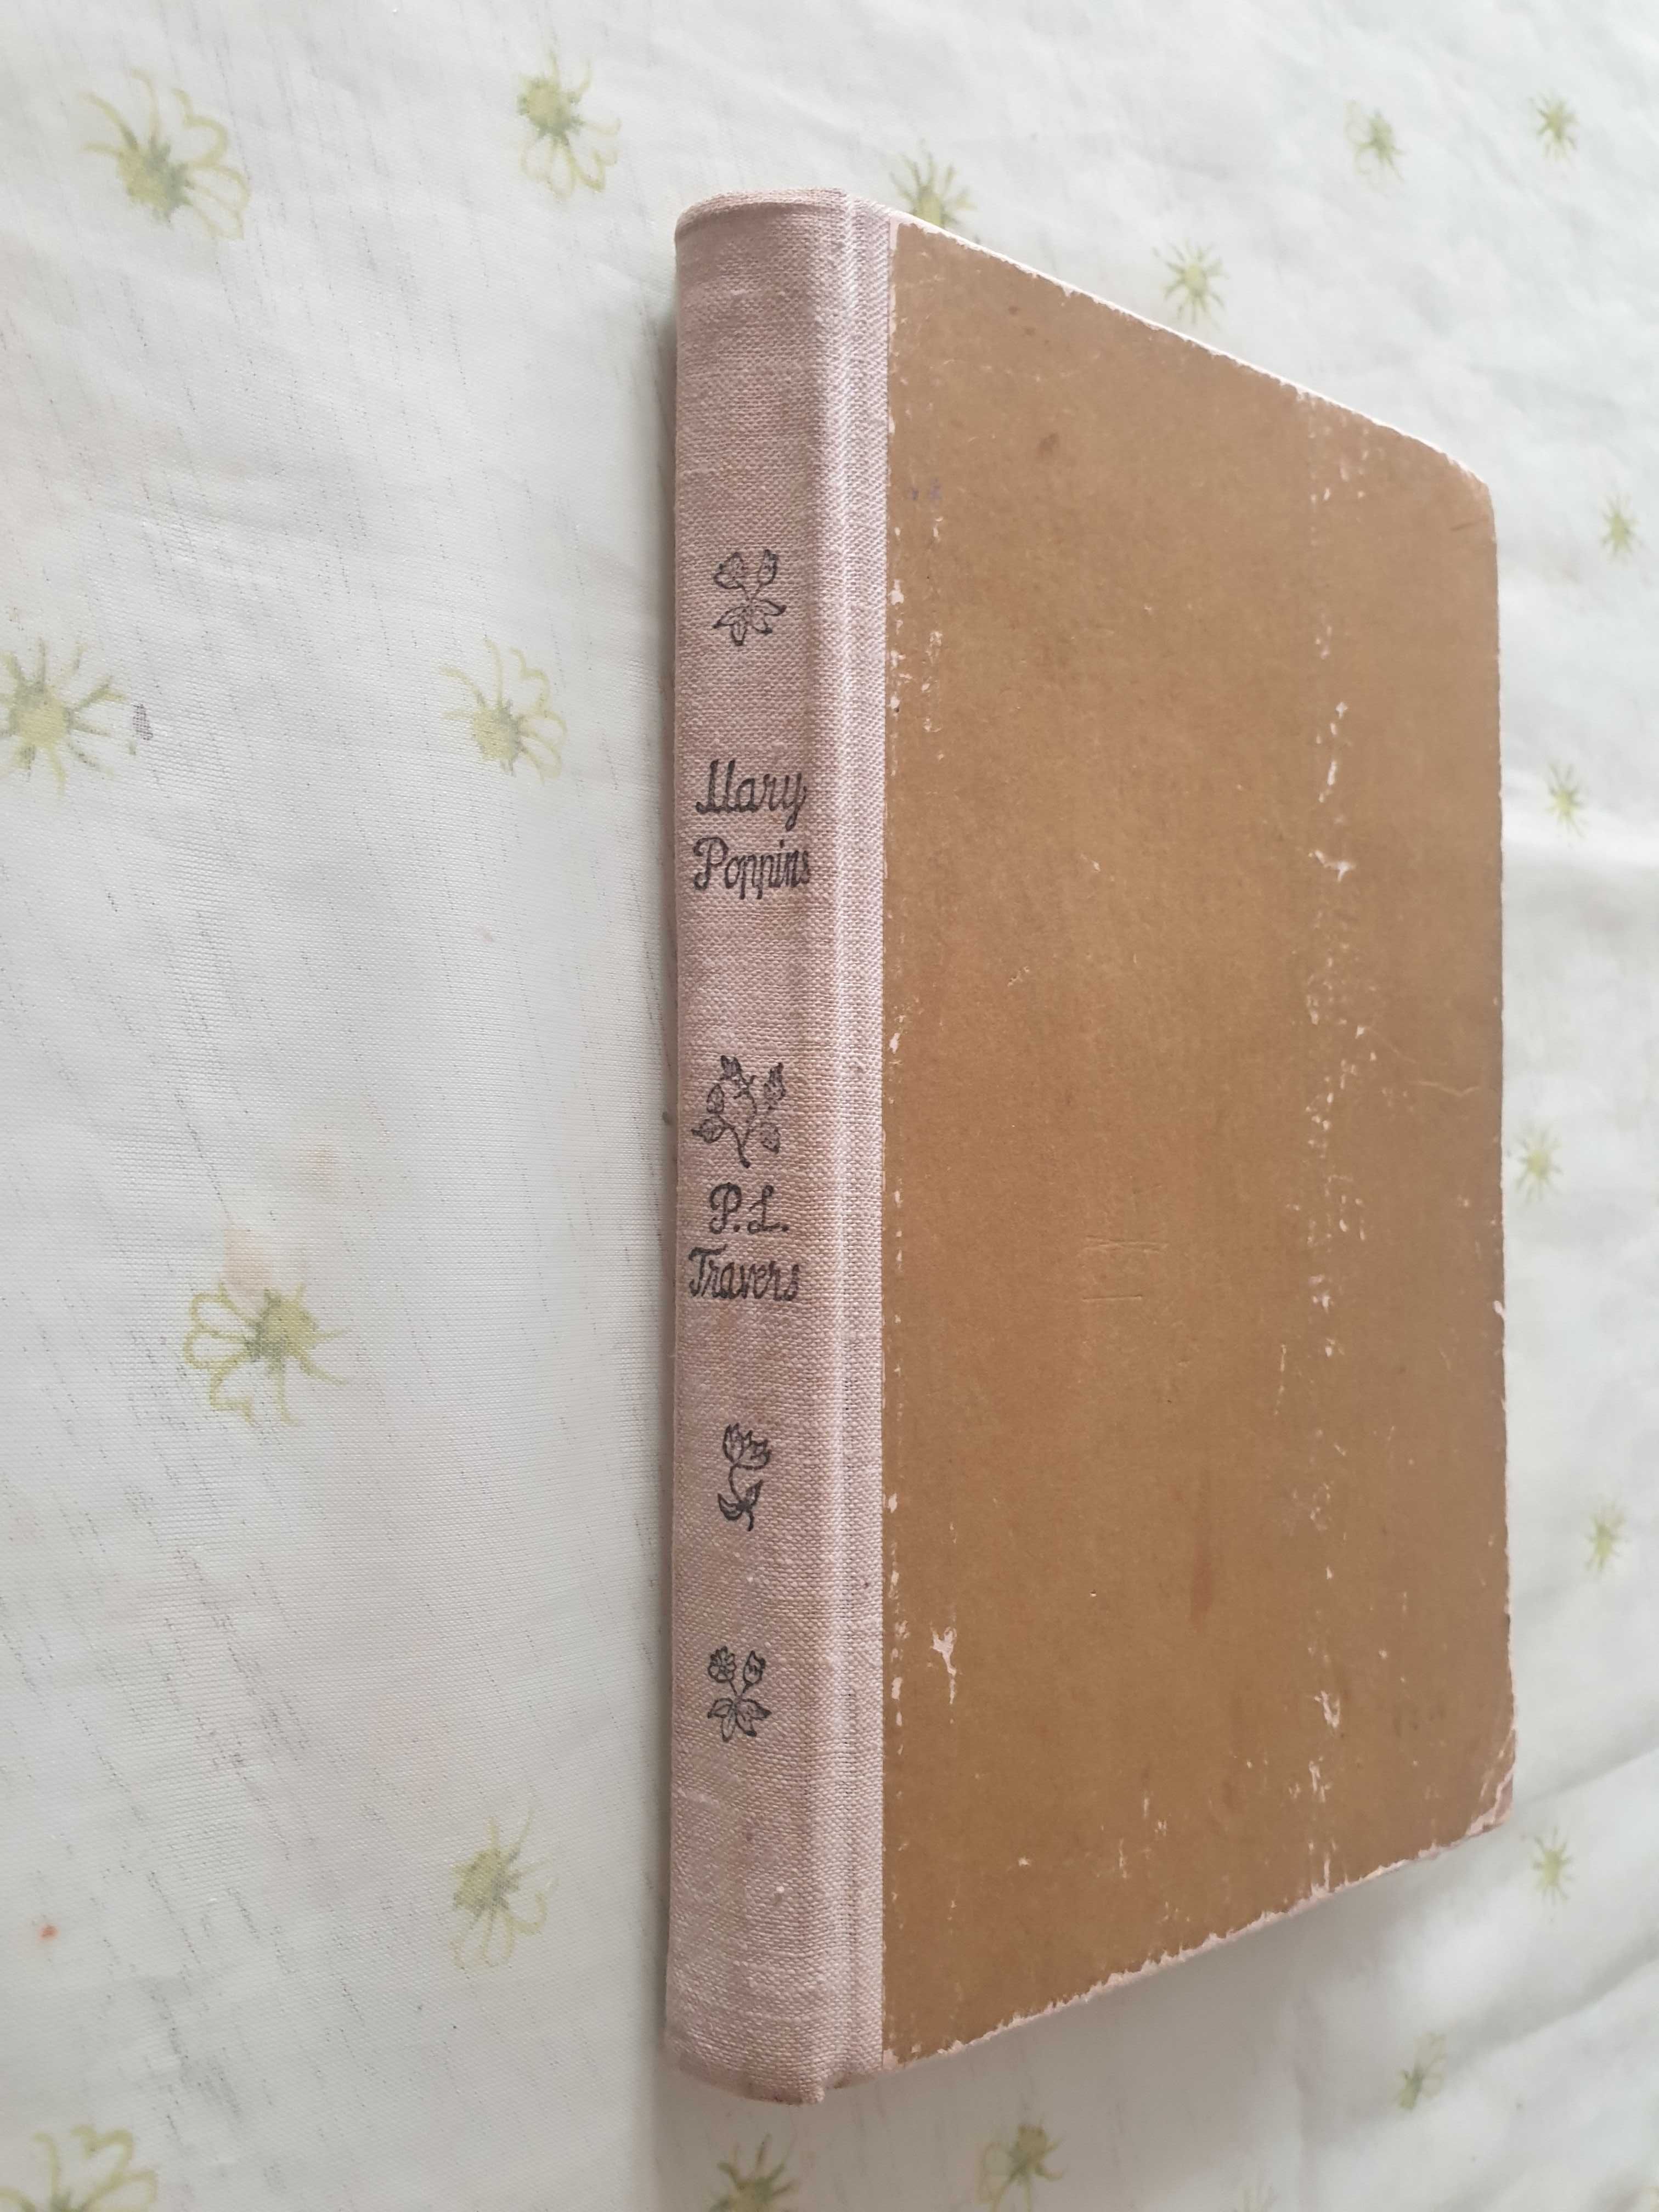 Mary
Poppins
P.L.
Travers